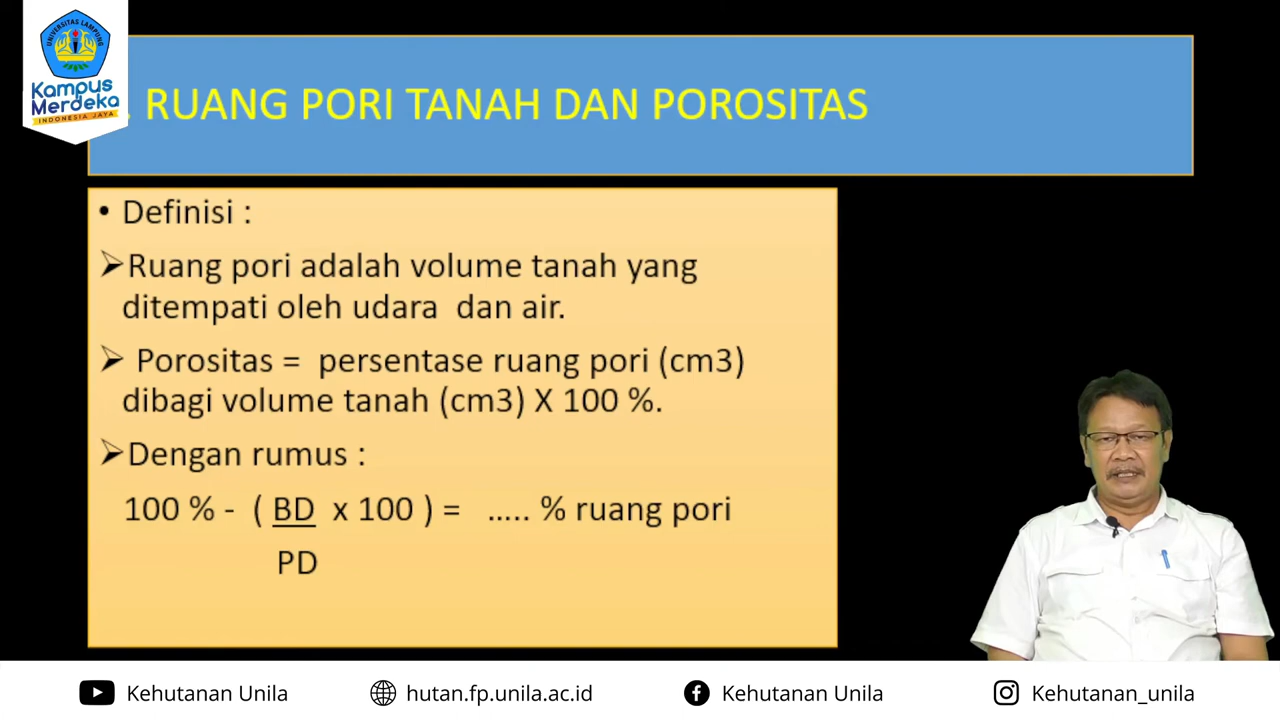 UNIVERSITAS LAMPUNG
Kampus
Merdeka
INDONESIA JAYA
. RUANG PORI TANAH DAN POROSITAS
• Definisi :
➢Ruang pori adalah volume tanah yang
ditempati oleh udara dan air.
➢ Porositas = persentase ruang pori (cm3)
dibagi volume tanah (cm3) X 100 %.
➢Dengan rumus :
100 % - ( BD x 100 ) = ..... % ruang pori
PD
Kehutanan Unila
hutan.fp.unila.ac.id
Kehutanan Unila
Kehutanan_unila